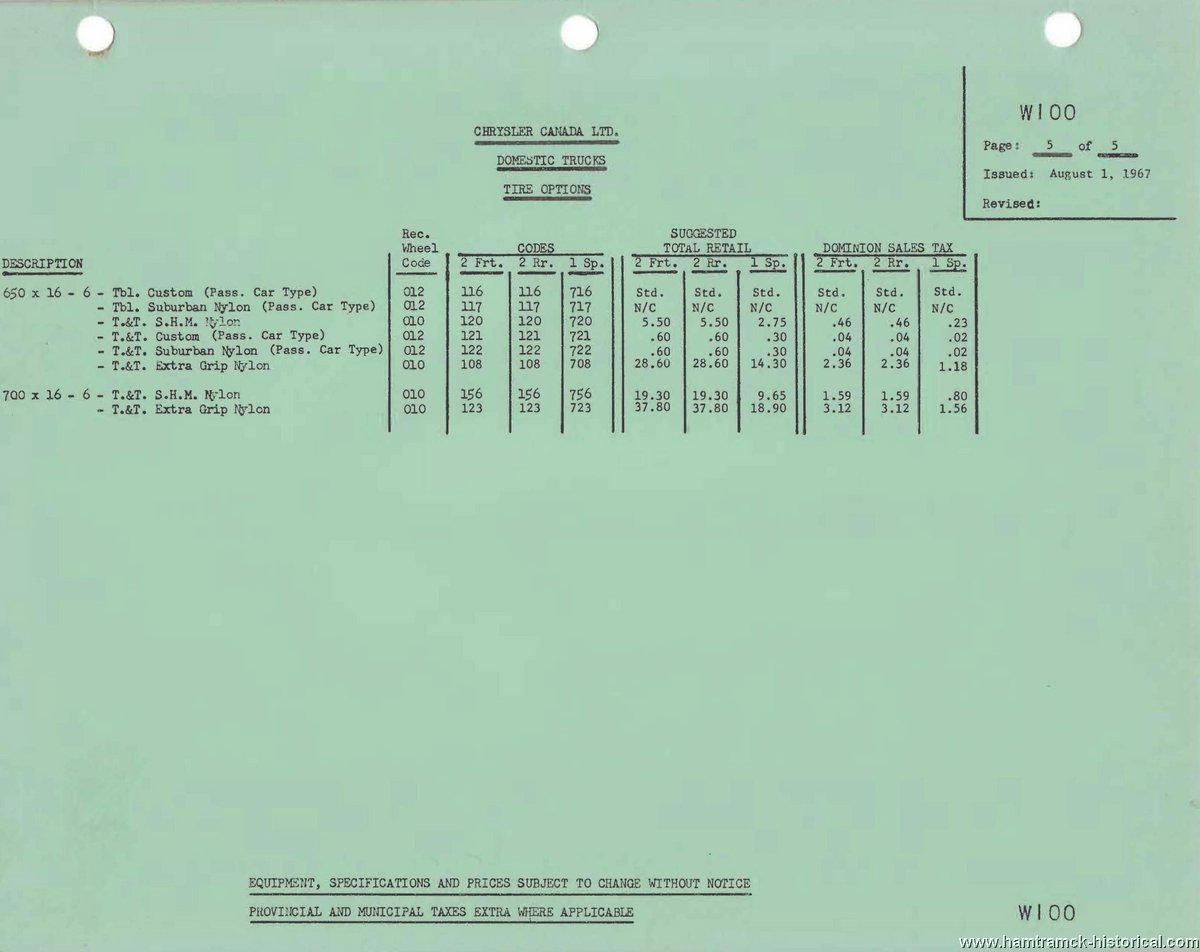 W100
CHRYSLER CANADA LTD.
Page: 5 of 5
DOMESTIC TRUCKS
Issued: August 1, 1967
TIRE OPTIONS
Revised:
Rec. SUGGESTED
Wheel CODES TOTAL RETAIL DOMINION SALES TAX
DESCRIPTION Code 2 Frt. 2 Rr. 1 Sp. 2 Frt. 2 Rr. 1 Sp. 2 Frt. 2 Rr. 1 Sp.
650 x 16 - 6 - Tbl. Custom (Pass. Car Type) 012 116 116 716 Std. Std. Std. Std. Std. Std.
- Tbl. Suburban Nylon (Pass. Car Type) 012 117 117 717 N/C N/C N/C N/C N/C N/C
- T.&T. S.H.M. Nylon 010 120 120 720 5.50 5.50 2.75 .46 .46 .23
- T.&T. Custom (Pass. Car Type) 012 121 121 721 .60 .60 .30 .04 .04 .02
- T.&T. Suburban Nylon (Pass. Car Type) 012 122 122 722 .60 .60 .30 .04 .04 .02
- T.&T. Extra Grip Nylon 010 108 108 708 28.60 28.60 14.30 2.36 2.36 1.18
700 x 16 - 6 - T.&T. S.H.M. Nylon 010 156 156 756 19.30 19.30 9.65 1.59 1.59 .80
- T.&T. Extra Grip Nylon 010 123 123 723 37.80 37.80 18.90 3.12 3.12 1.56
EQUIPMENT, SPECIFICATIONS AND PRICES SUBJECT TO CHANGE WITHOUT NOTICE
PROVINCIAL AND MUNICIPAL TAXES EXTRA WHERE APPLICABLE
W100
www.hamtramck-historical.com